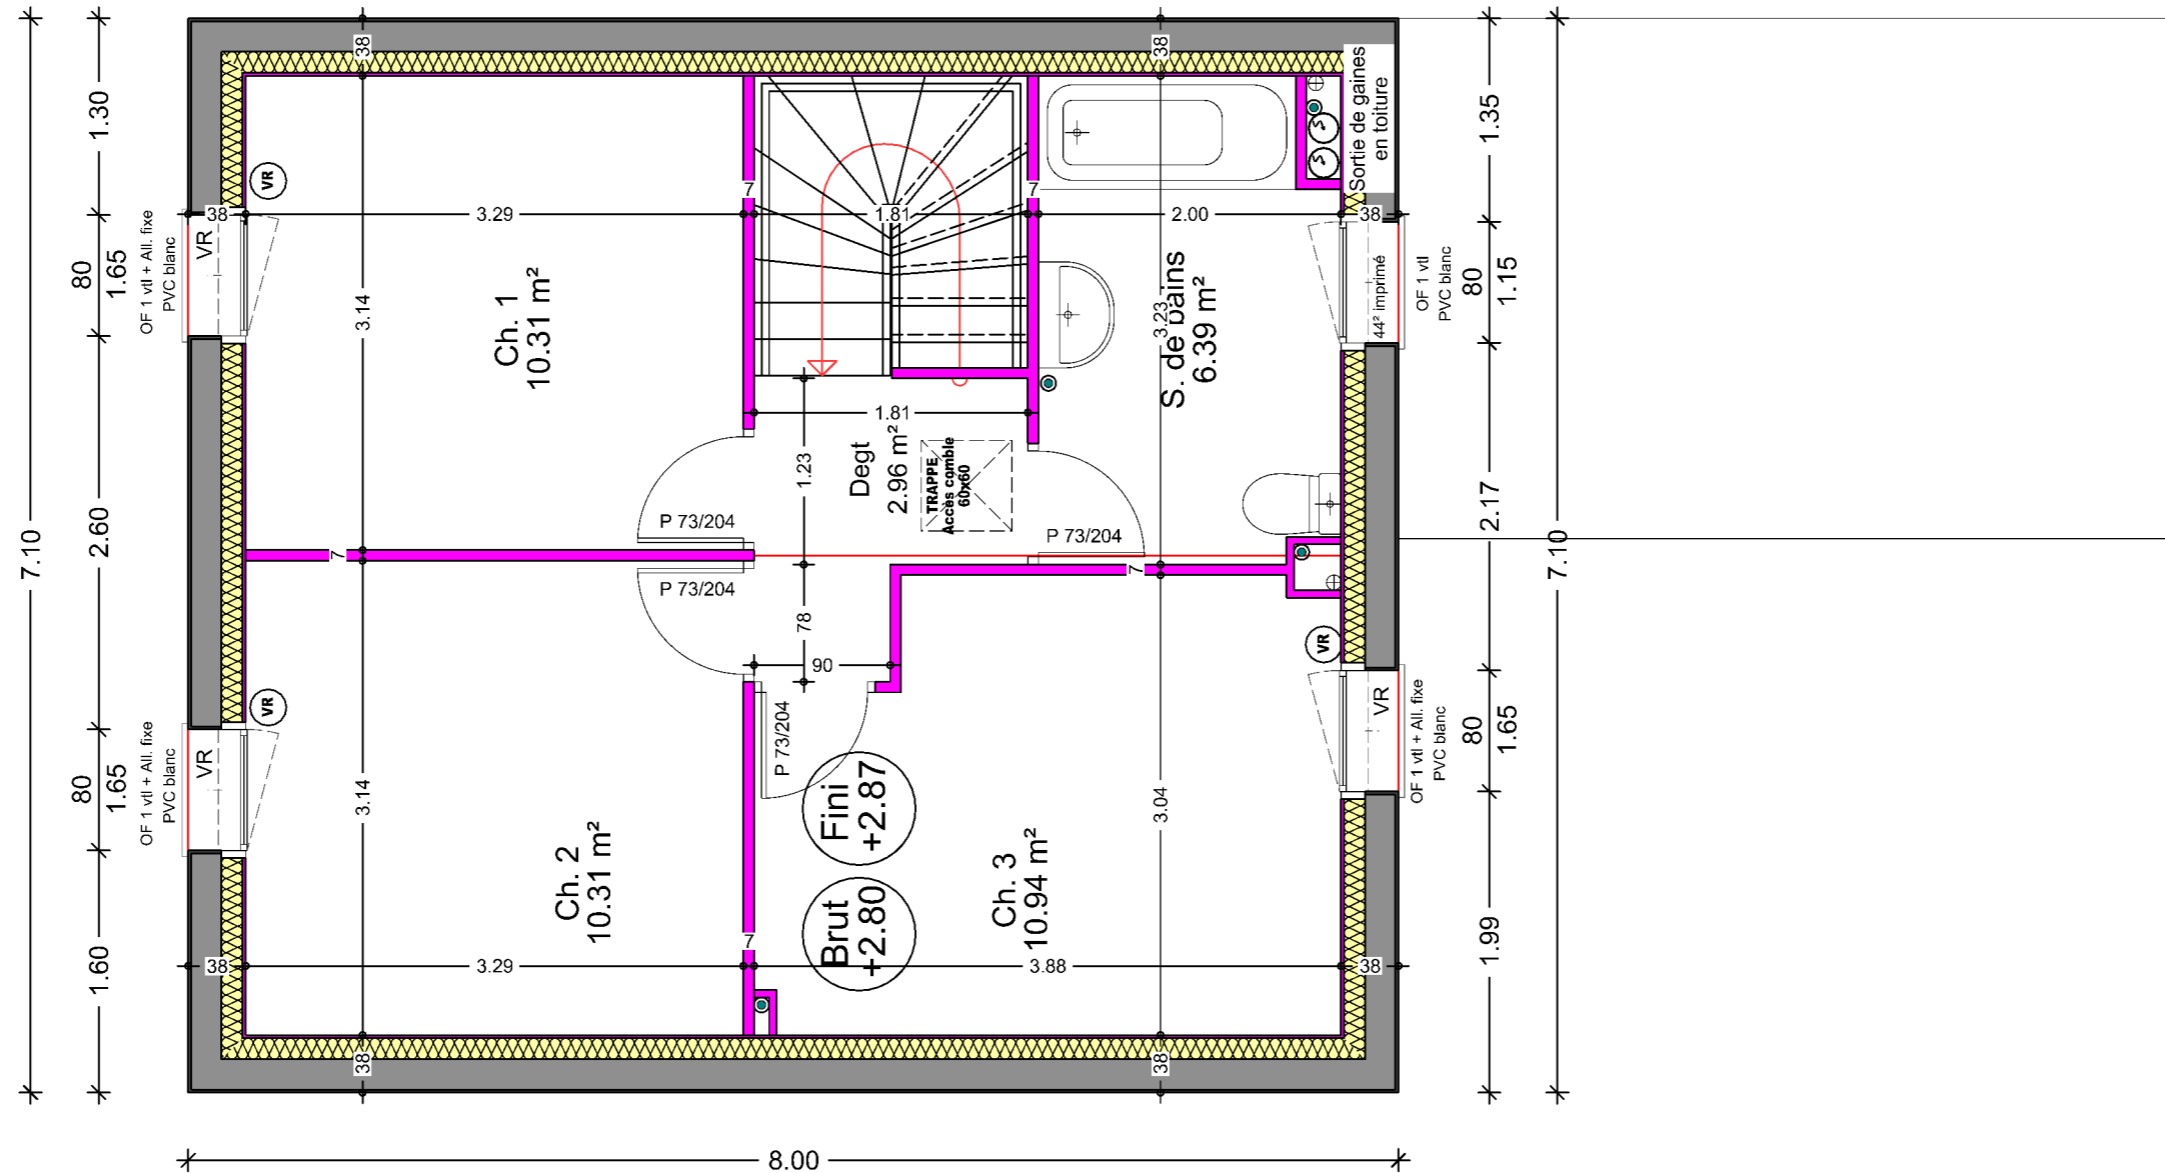 38
38
Sortie de gaines
en toiture
1.30
1.35
VR
7
7
38
3.29
1.81
2.00
38
VR
80
1.65
OF 1 vtl + All. fixe
PVC blanc
3.14
Ch. 1
10.31 m²
3.23
S. de bains
6.39 m²
44² imprimé
OF 1 vtl
PVC blanc
80
1.15
1.81
1.23
Degt
2.96 m²
TRAPPE
Accès comble
60x60
7.10
2.60
2.17
7.10
P 73/204
P 73/204
7
7
P 73/204
78
90
VR
VR
VR
VR
80
1.65
OF 1 vtl + All. fixe
PVC blanc
OF 1 vtl + All. fixe
PVC blanc
80
1.65
P 73/204
3.14
3.04
Fini
+2.87
Ch. 2
10.31 m²
Brut
+2.80
Ch. 3
10.94 m²
7
1.60
1.99
38
3.29
3.88
38
38
38
8.00